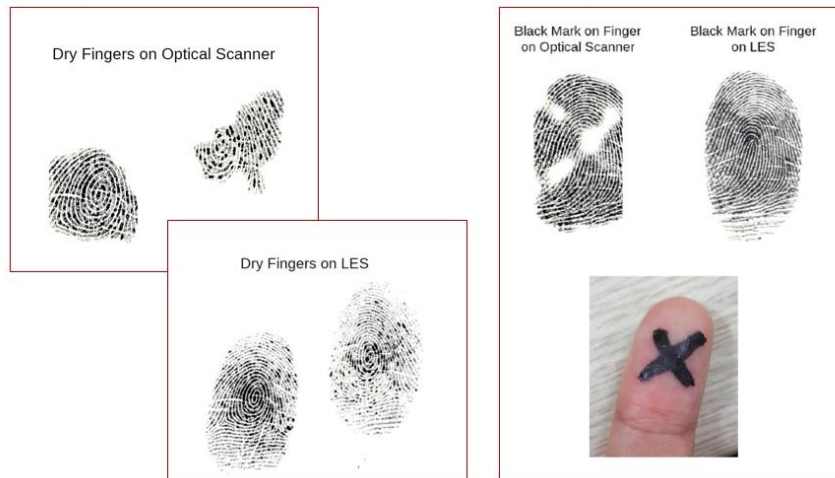 Dry Fingers on Optical Scanner
Dry Fingers on LES
Black Mark on Finger
on Optical Scanner
Black Mark on Finger
on LES